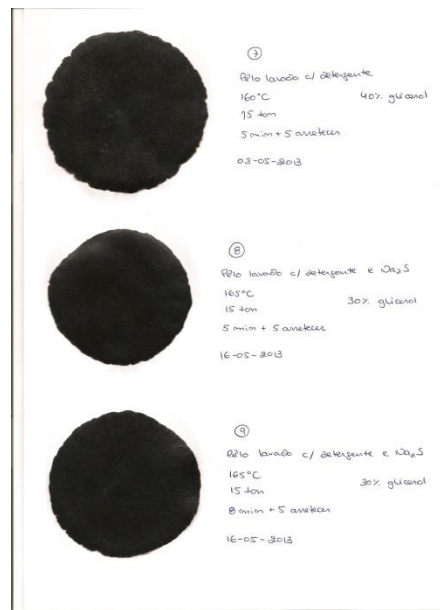 7
Pêlo lavado c/ detergente
160°C 40% glicerol
15 ton
5 min + 5 arrefecer
03-05-2013
8
Pêlo lavado c/ detergente e Na2S
165°C
30% glicerol
15 ton
5 min + 5 arrefecer
16-05-2013
9
Pêlo lavado c/ detergente e Na2S
165°C
30% glicerol
15 ton
8 min + 5 arrefecer
16-05-2013